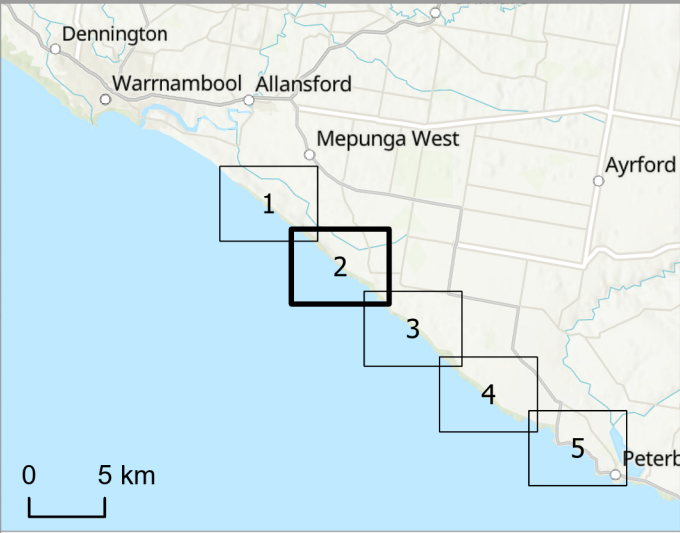 Dennington
Warrnambool
Allansford
Mepunga West
Ayrford
1
2
3
4
5
Peterb
0 5 km